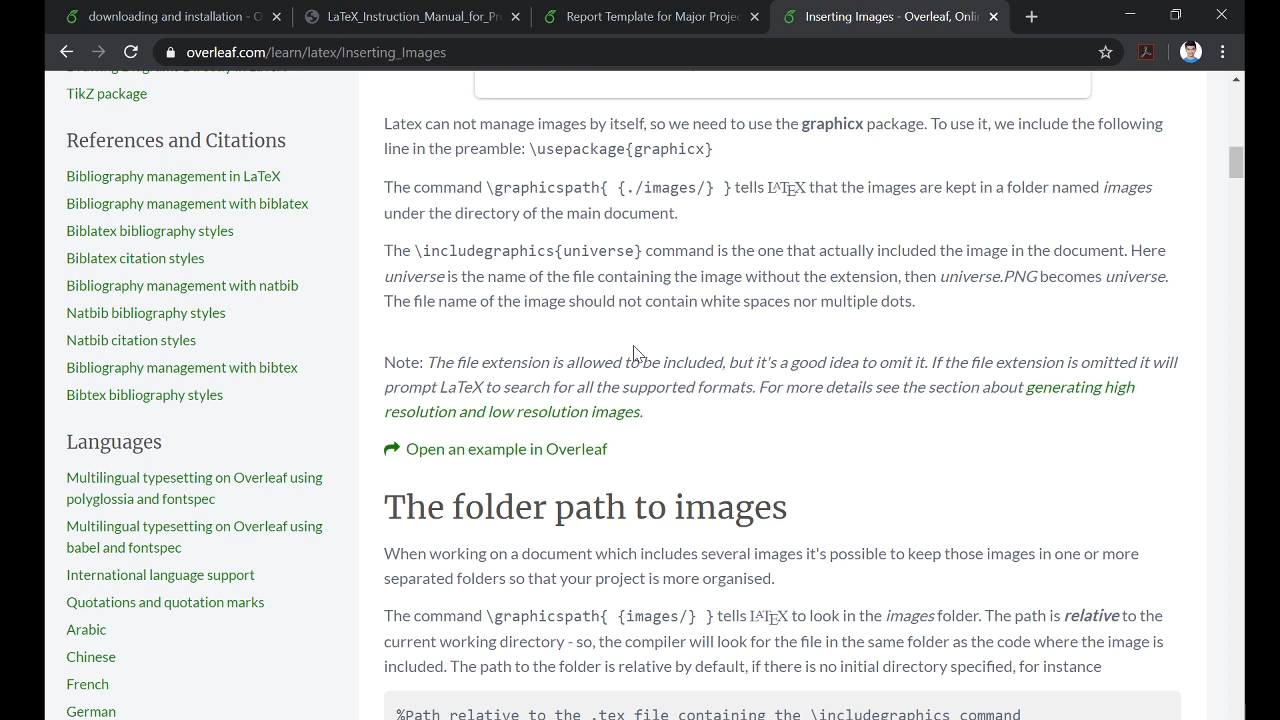 downloading and installation - O
LaTeX_Instruction_Manual_for_Pr
Report Template for Major Projec
Inserting Images - Overleaf, Onli
overleaf.com/learn/latex/Inserting_Images
TikZ package
References and Citations
Bibliography management in LaTeX
Bibliography management with biblatex
Biblatex bibliography styles
Biblatex citation styles
Bibliography management with natbib
Natbib bibliography styles
Natbib citation styles
Bibliography management with bibtex
Bibtex bibliography styles
Languages
Multilingual typesetting on Overleaf using
polyglossia and fontspec
Multilingual typesetting on Overleaf using
babel and fontspec
International language support
Quotations and quotation marks
Arabic
Chinese
French
German
Latex can not manage images by itself, so we need to use the graphicx package. To use it, we include the following
line in the preamble: \usepackage{graphicx}
The command \graphicspath{ {./images/} } tells LATEX that the images are kept in a folder named images
under the directory of the main document.
The \includegraphics{universe} command is the one that actually included the image in the document. Here
universe is the name of the file containing the image without the extension, then universe.PNG becomes universe.
The file name of the image should not contain white spaces nor multiple dots.
Note: The file extension is allowed to be included, but it's a good idea to omit it. If the file extension is omitted it will
prompt LaTeX to search for all the supported formats. For more details see the section about generating high
resolution and low resolution images.
Open an example in Overleaf
The folder path to images
When working on a document which includes several images it's possible to keep those images in one or more
separated folders so that your project is more organised.
The command \graphicspath{ {images/} } tells LATEX to look in the images folder. The path is relative to the
current working directory - so, the compiler will look for the file in the same folder as the code where the image is
included. The path to the folder is relative by default, if there is no initial directory specified, for instance
%Path relative to the .tex file containing the \includegraphics command